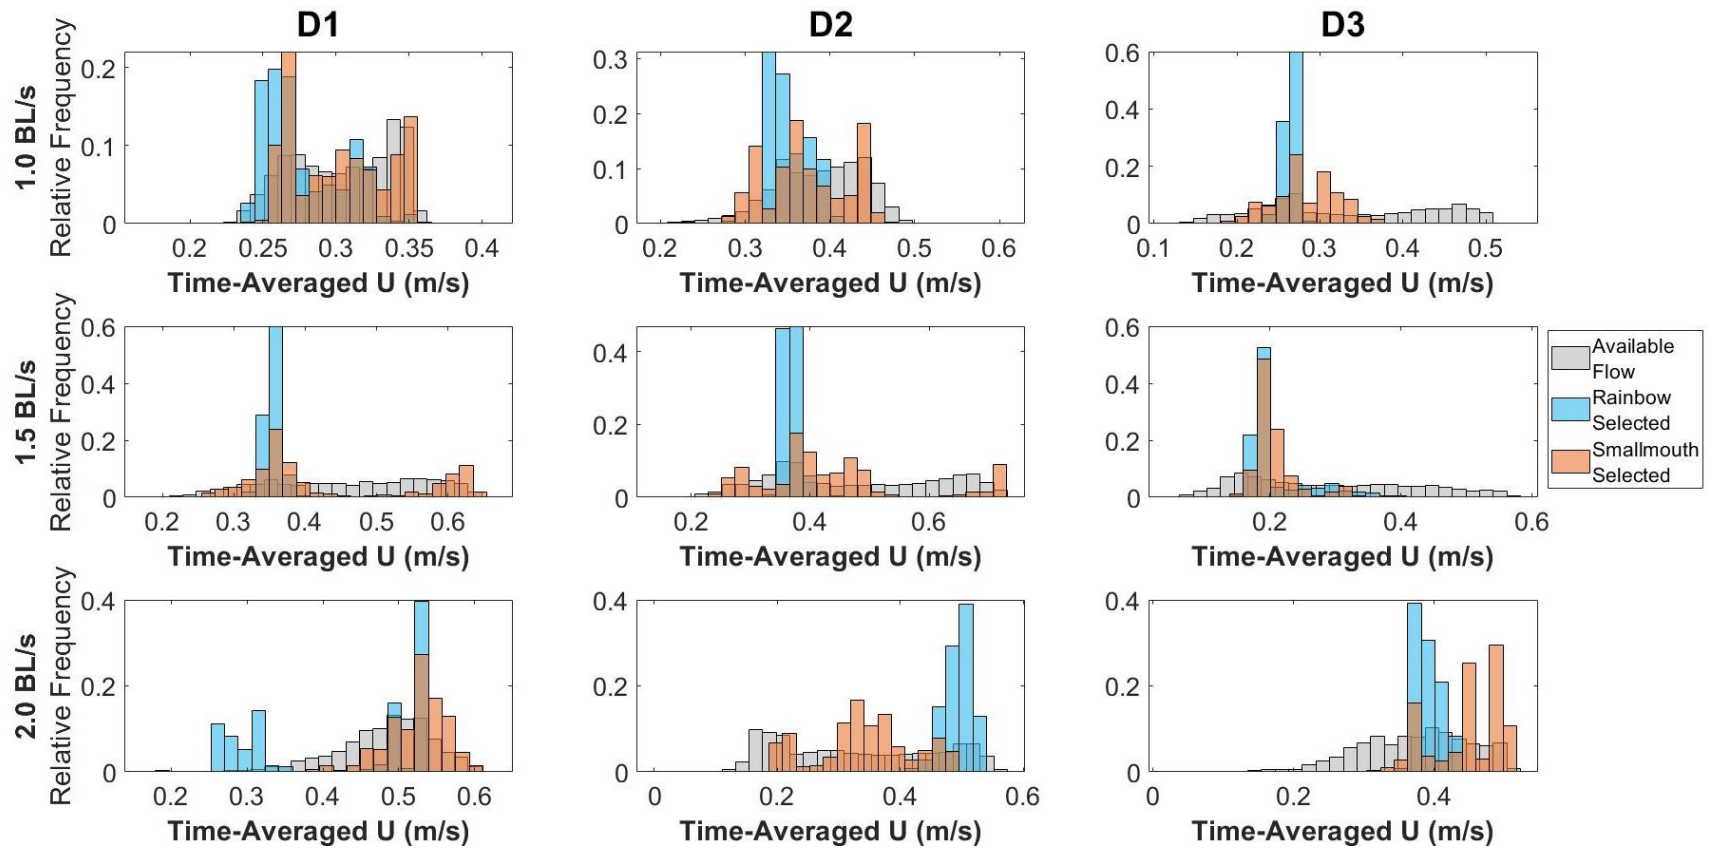 D1 D2 D3
1.0 BL/s
Relative Frequency
0.2
0.1
0
0.2 0.25 0.3 0.35 0.4
Time-Averaged U (m/s)
0.3
0.2
0.1
0
0.2 0.3 0.4 0.5 0.6
Time-Averaged U (m/s)
0.6
0.4
0.2
0
0.1 0.2 0.3 0.4 0.5
Time-Averaged U (m/s)
1.5 BL/s
Relative Frequency
0.6
0.4
0.2
0
0.2 0.3 0.4 0.5 0.6
Time-Averaged U (m/s)
0.4
0.2
0
0.2 0.4 0.6
Time-Averaged U (m/s)
0.6
0.4
0.2
0
0.2 0.4 0.6
Time-Averaged U (m/s)
Available
Flow
Rainbow
Selected
Smallmouth
Selected
2.0 BL/s
Relative Frequency
0.4
0.2
0
0.2 0.3 0.4 0.5 0.6
Time-Averaged U (m/s)
0.4
0.2
0
0 0.2 0.4 0.6
Time-Averaged U (m/s)
0.4
0.2
0
0 0.2 0.4
Time-Averaged U (m/s)